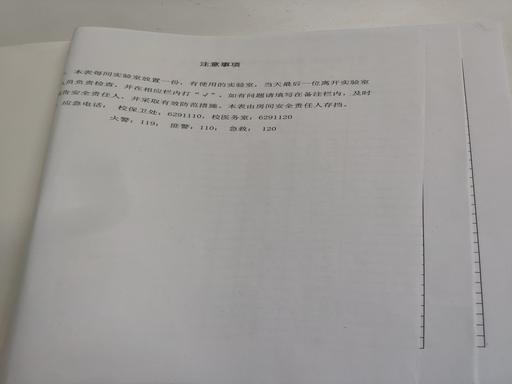 注意事项
、本表每间实验室放置一份，有使用的实验室，当天最后一位离开实验室
人员负责检查，并在相应栏内打“√”，如有问题请填写在备注栏内，及时
告安全责任人，并采取有效防范措施。本表由房间安全责任人存档。
应急电话： 校保卫处：6291110，校医务室：6291120
火警：119； 匪警：110； 急救： 120